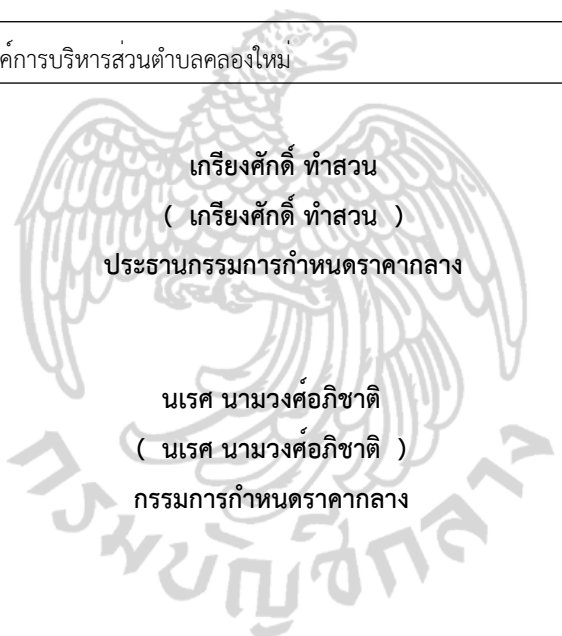 ค์การบริหารส่วนตำบลคลองใหม่
เกรียงศักดิ์ ทำสวน
( เกรียงศักดิ์ ทำสวน )
ประธานกรรมการกำหนดราคากลาง
นเรศ นามวงศ์อภิชาติ
( นเรศ นามวงศ์อภิชาติ )
กรรมการกำหนดราคากลาง
กรมบัญชีกลาง